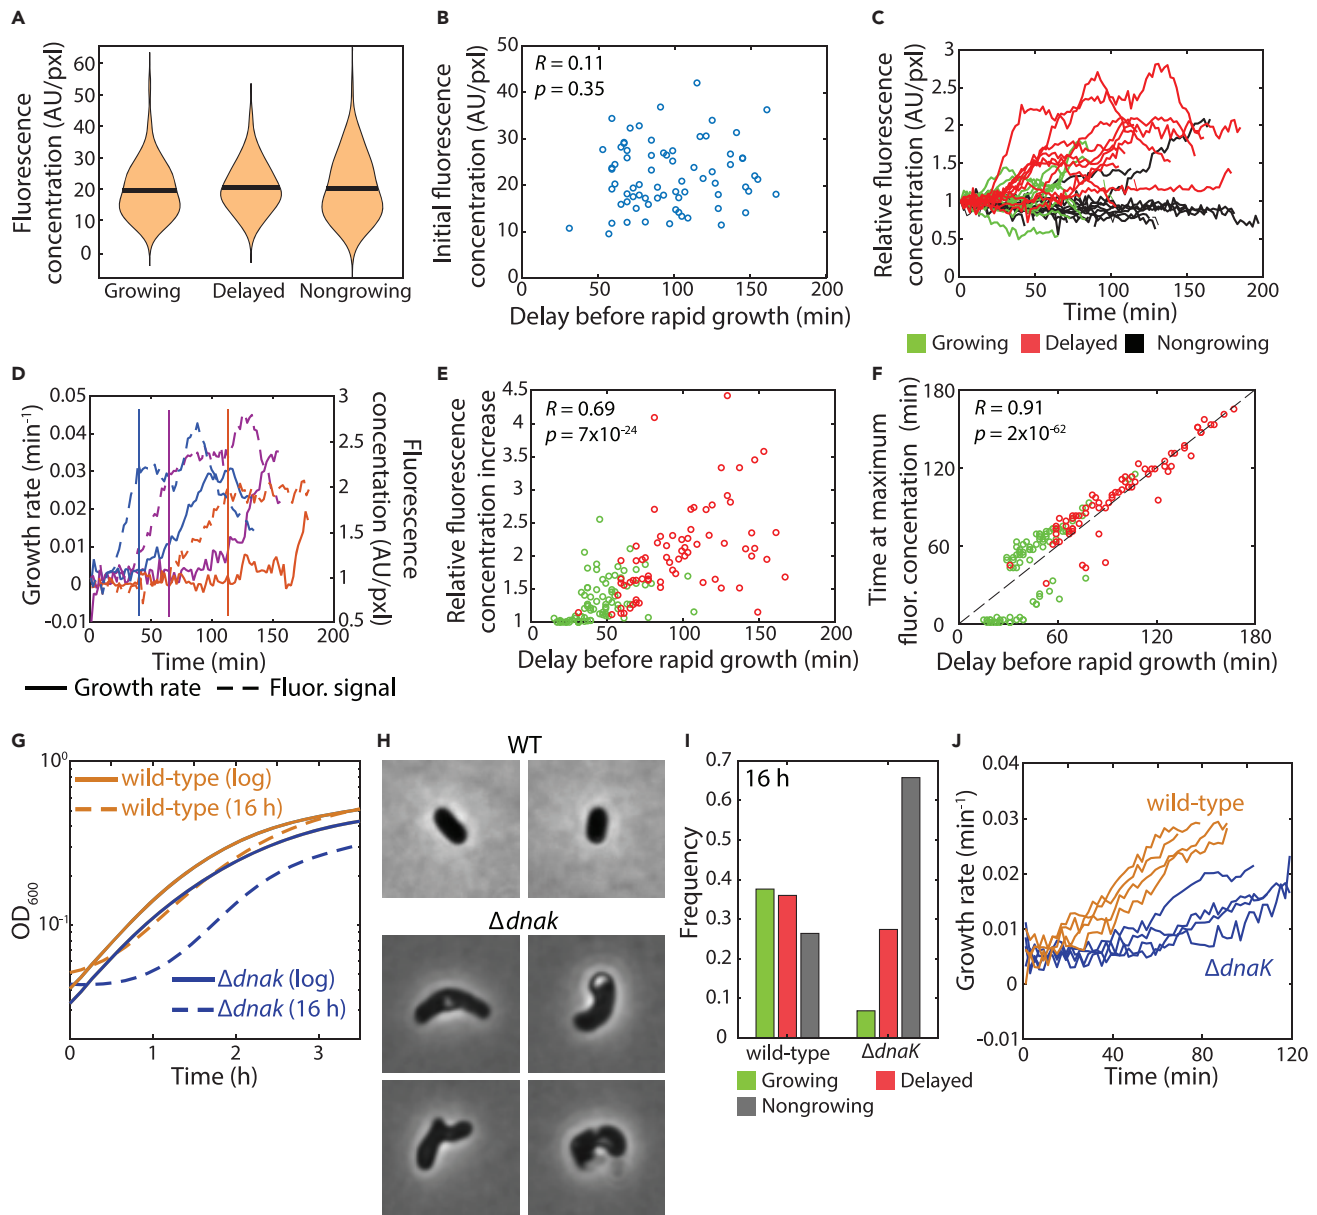 A
Fluorescence
concentration (AU/pxl)
60
50
40
30
20
10
0
Growing
Delayed
Nongrowing
B
Initial fluorescence
concentration (AU/pxl)
50
40
30
20
10
0
R = 0.11
p = 0.35
0
50
100
150
200
Delay before rapid growth (min)
C
Relative fluorescence
concentration (AU/pxl)
3
2.5
2
1.5
1
0.5
0
50
100
150
200
Time (min)
Growing
Delayed
Nongrowing
D
Growth rate (min⁻¹)
0.05
0.04
0.03
0.02
0.01
0
-0.01
3
2.5
2
1.5
1
0.5
Fluorescence
concentation (AU/pxl)
0
50
100
150
200
Time (min)
Growth rate
Fluor. signal
E
Relative fluorescence
concentration increase
4.5
4
3.5
3
2.5
2
1.5
1
R = 0.69
p = 7x10⁻²⁴
0
50
100
150
200
Delay before rapid growth (min)
F
Time at maximum
fluor. concentration (min)
180
120
60
0
R = 0.91
p = 2x10⁻⁶²
0
60
120
180
Delay before rapid growth (min)
G
OD₆₀₀
10⁰
10⁻¹
wild-type (log)
wild-type (16 h)
Δdnak (log)
Δdnak (16 h)
0
1
2
3
Time (h)
H
WT
Δdnak
I
Frequency
0.7
0.6
0.5
0.4
0.3
0.2
0.1
0
16 h
wild-type
ΔdnaK
Growing
Delayed
Nongrowing
J
Growth rate (min⁻¹)
0.04
0.03
0.02
0.01
0
-0.01
wild-type
ΔdnaK
0
40
80
120
Time (min)